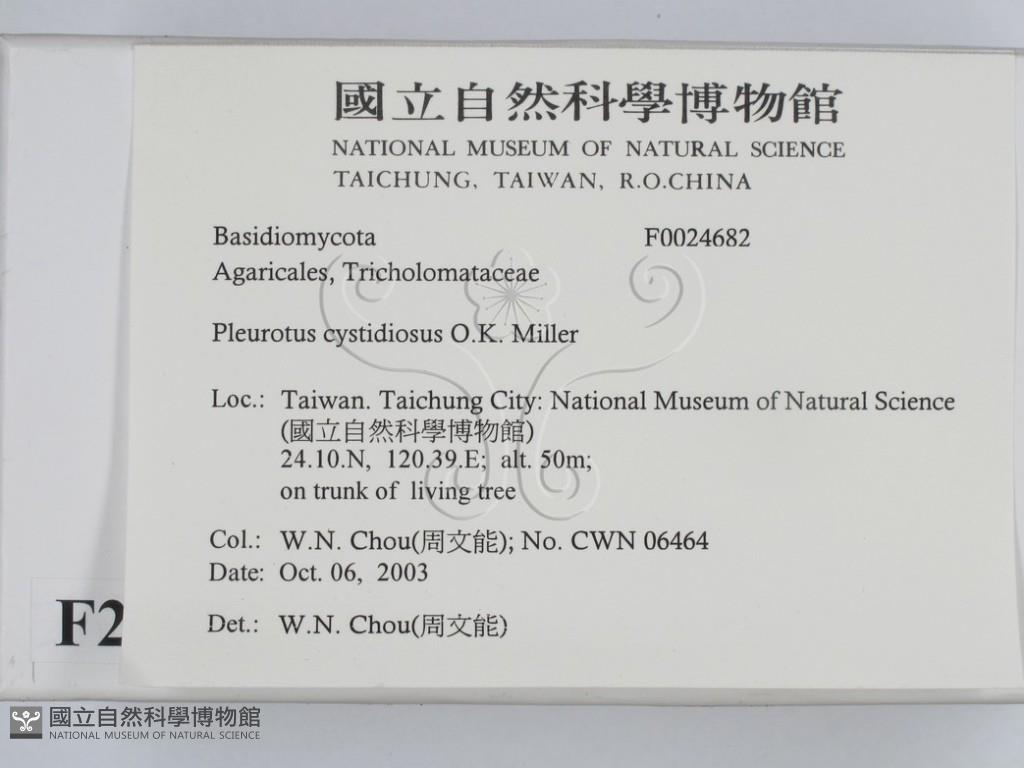 國立自然科學博物館
NATIONAL MUSEUM OF NATURAL SCIENCE
TAICHUNG, TAIWAN, R.O.CHINA
Basidiomycota F0024682
Agaricales, Tricholomataceae
Pleurotus cystidiosus O.K. Miller
Loc.: Taiwan. Taichung City: National Museum of Natural Science
(國立自然科學博物館)
24.10.N, 120.39.E; alt. 50m;
on trunk of living tree
Col.: W.N. Chou(周文能); No. CWN 06464
Date: Oct. 06, 2003
Det.: W.N. Chou(周文能)
F2
國立自然科學博物館
NATIONAL MUSEUM OF NATURAL SCIENCE